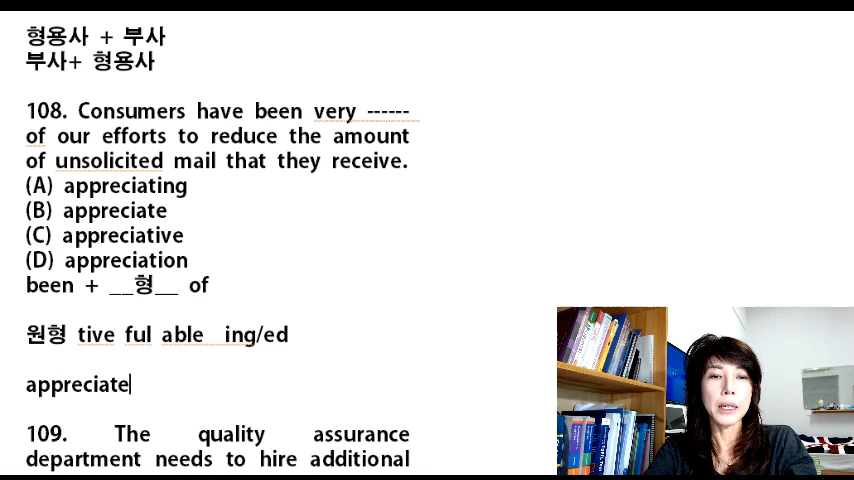 형용사 + 부사
부사+ 형용사
108. Consumers have been very ------
of our efforts to reduce the amount
of unsolicited mail that they receive.
(A) appreciating
(B) appreciate
(C) appreciative
(D) appreciation
been + __형__ of
원형 tive ful able ing/ed
appreciate
109. The quality assurance
department needs to hire additional